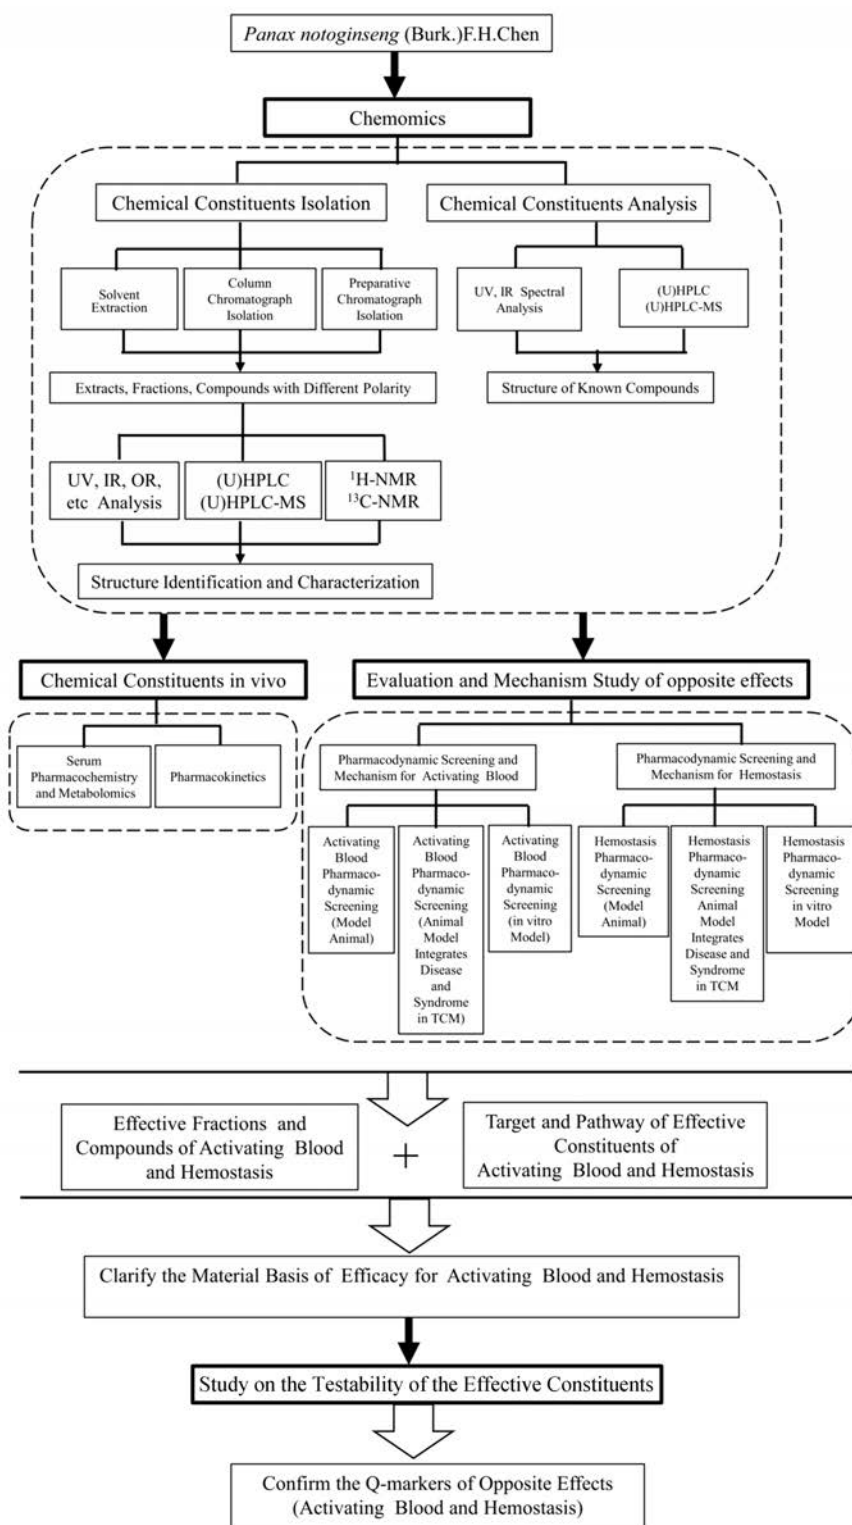 Panax notoginseng (Burk.)F.H.Chen
Chemomics
Chemical Constituents Isolation
Chemical Constituents Analysis
Solvent
Extraction
Column
Chromatograph
Isolation
Preparative
Chromatograph
Isolation
UV, IR Spectral
Analysis
(U)HPLC
(U)HPLC-MS
Extracts, Fractions, Compounds with Different Polarity
Structure of Known Compounds
UV, IR, OR,
etc Analysis
(U)HPLC
(U)HPLC-MS
¹H-NMR
¹³C-NMR
Structure Identification and Characterization
Chemical Constituents in vivo
Evaluation and Mechanism Study of opposite effects
Serum
Pharmacochemistry
and Metabolomics
Pharmacokinetics
Pharmacodynamic Screening and
Mechanism for Activating Blood
Pharmacodynamic Screening and
Mechanism for Hemostasis
Activating
Blood
Pharmaco-
dynamic
Screening
(Model
Animal)
Activating
Blood
Pharmaco-
dynamic
Screening
(Animal
Model
Integrates
Disease
and
Syndrome
in TCM)
Activating
Blood
Pharmaco-
dynamic
Screening
(in vitro
Model)
Hemostasis
Pharmaco-
dynamic
Screening
(Model
Animal)
Hemostasis
Pharmaco-
dynamic
Screening
Animal
Model
Integrates
Disease and
Syndrome
in TCM
Hemostasis
Pharmaco-
dynamic
Screening
in vitro
Model
Effective Fractions and
Compounds of Activating Blood
and Hemostasis
+
Target and Pathway of Effective
Constituents of
Activating Blood and Hemostasis
Clarify the Material Basis of Efficacy for Activating Blood and Hemostasis
Study on the Testability of the Effective Constituents
Confirm the Q-markers of Opposite Effects
(Activating Blood and Hemostasis)